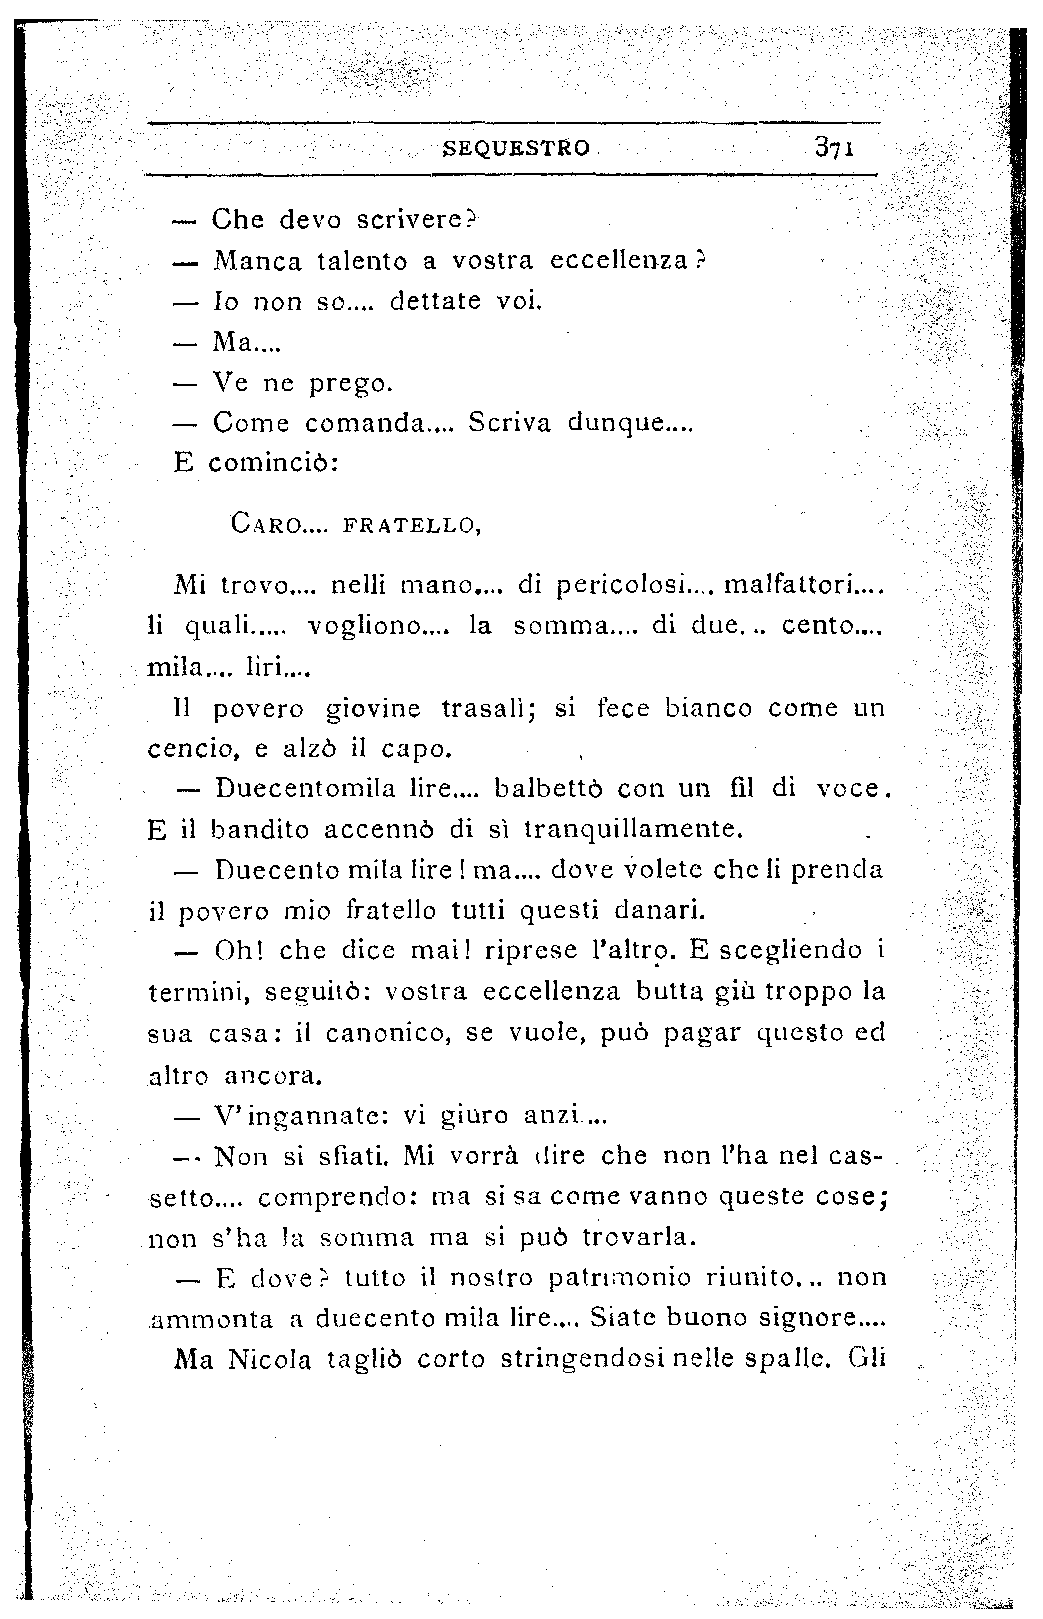 SEQUESTRO 371
— Che devo scrivere?
— Manca talento a vostra eccellenza?
— Io non so.... dettate voi.
— Ma....
— Ve ne prego.
— Come comanda.... Scriva dunque....
E cominciò:
CARO.... FRATELLO,
Mi trovo.... nelli mano.... di pericolosi.... malfattori....
li quali..... vogliono.... la somma.... di due... cento....
mila.... liri....
Il povero giovine trasalì; si fece bianco come un
cencio, e alzò il capo.
— Duecentomila lire.... balbettò con un fil di voce.
E il bandito accennò di sì tranquillamente.
— Duecento mila lire! ma.... dove volete che li prenda
il povero mio fratello tutti questi danari.
— Oh! che dice mai! riprese l'altro. E scegliendo i
termini, seguitò: vostra eccellenza butta giù troppo la
sua casa: il canonico, se vuole, può pagar questo ed
altro ancora.
— V'ingannate: vi giuro anzi....
— Non si sfiati. Mi vorrà dire che non l'ha nel cas-
setto.... comprendo: ma si sa come vanno queste cose;
non s'ha la somma ma si può trovarla.
— E dove? tutto il nostro patrimonio riunito... non
ammonta a duecento mila lire.... Siate buono signore....
Ma Nicola tagliò corto stringendosi nelle spalle. Gli